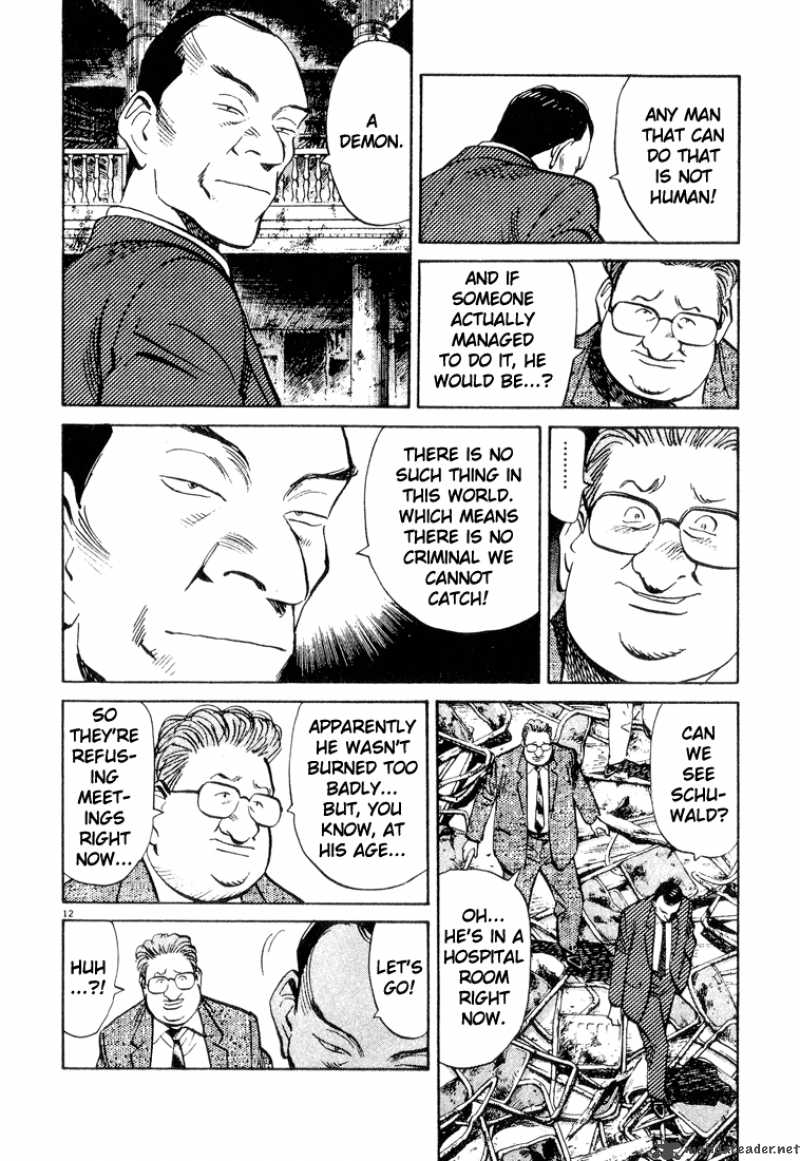 ANY MAN
THAT CAN
DO THAT
IS NOT
HUMAN!
AND IF
SOMEONE
ACTUALLY
MANAGED
TO DO IT, HE
WOULD BE...?
A
DEMON.
.........
THERE IS NO
SUCH THING IN
THIS WORLD.
WHICH MEANS
THERE IS NO
CRIMINAL WE
CANNOT
CATCH!
CAN
WE
SEE
SCHU-
WALD?
OH...
HE'S IN A
HOSPITAL
ROOM
RIGHT
NOW.
APPARENTLY
HE WASN'T
BURNED TOO
BADLY...
BUT, YOU
KNOW, AT
HIS AGE...
SO
THEY'RE
REFUS-
ING
MEET-
INGS
RIGHT
NOW...
12
LET'S
GO!
HUH
...?!
mangareader.net